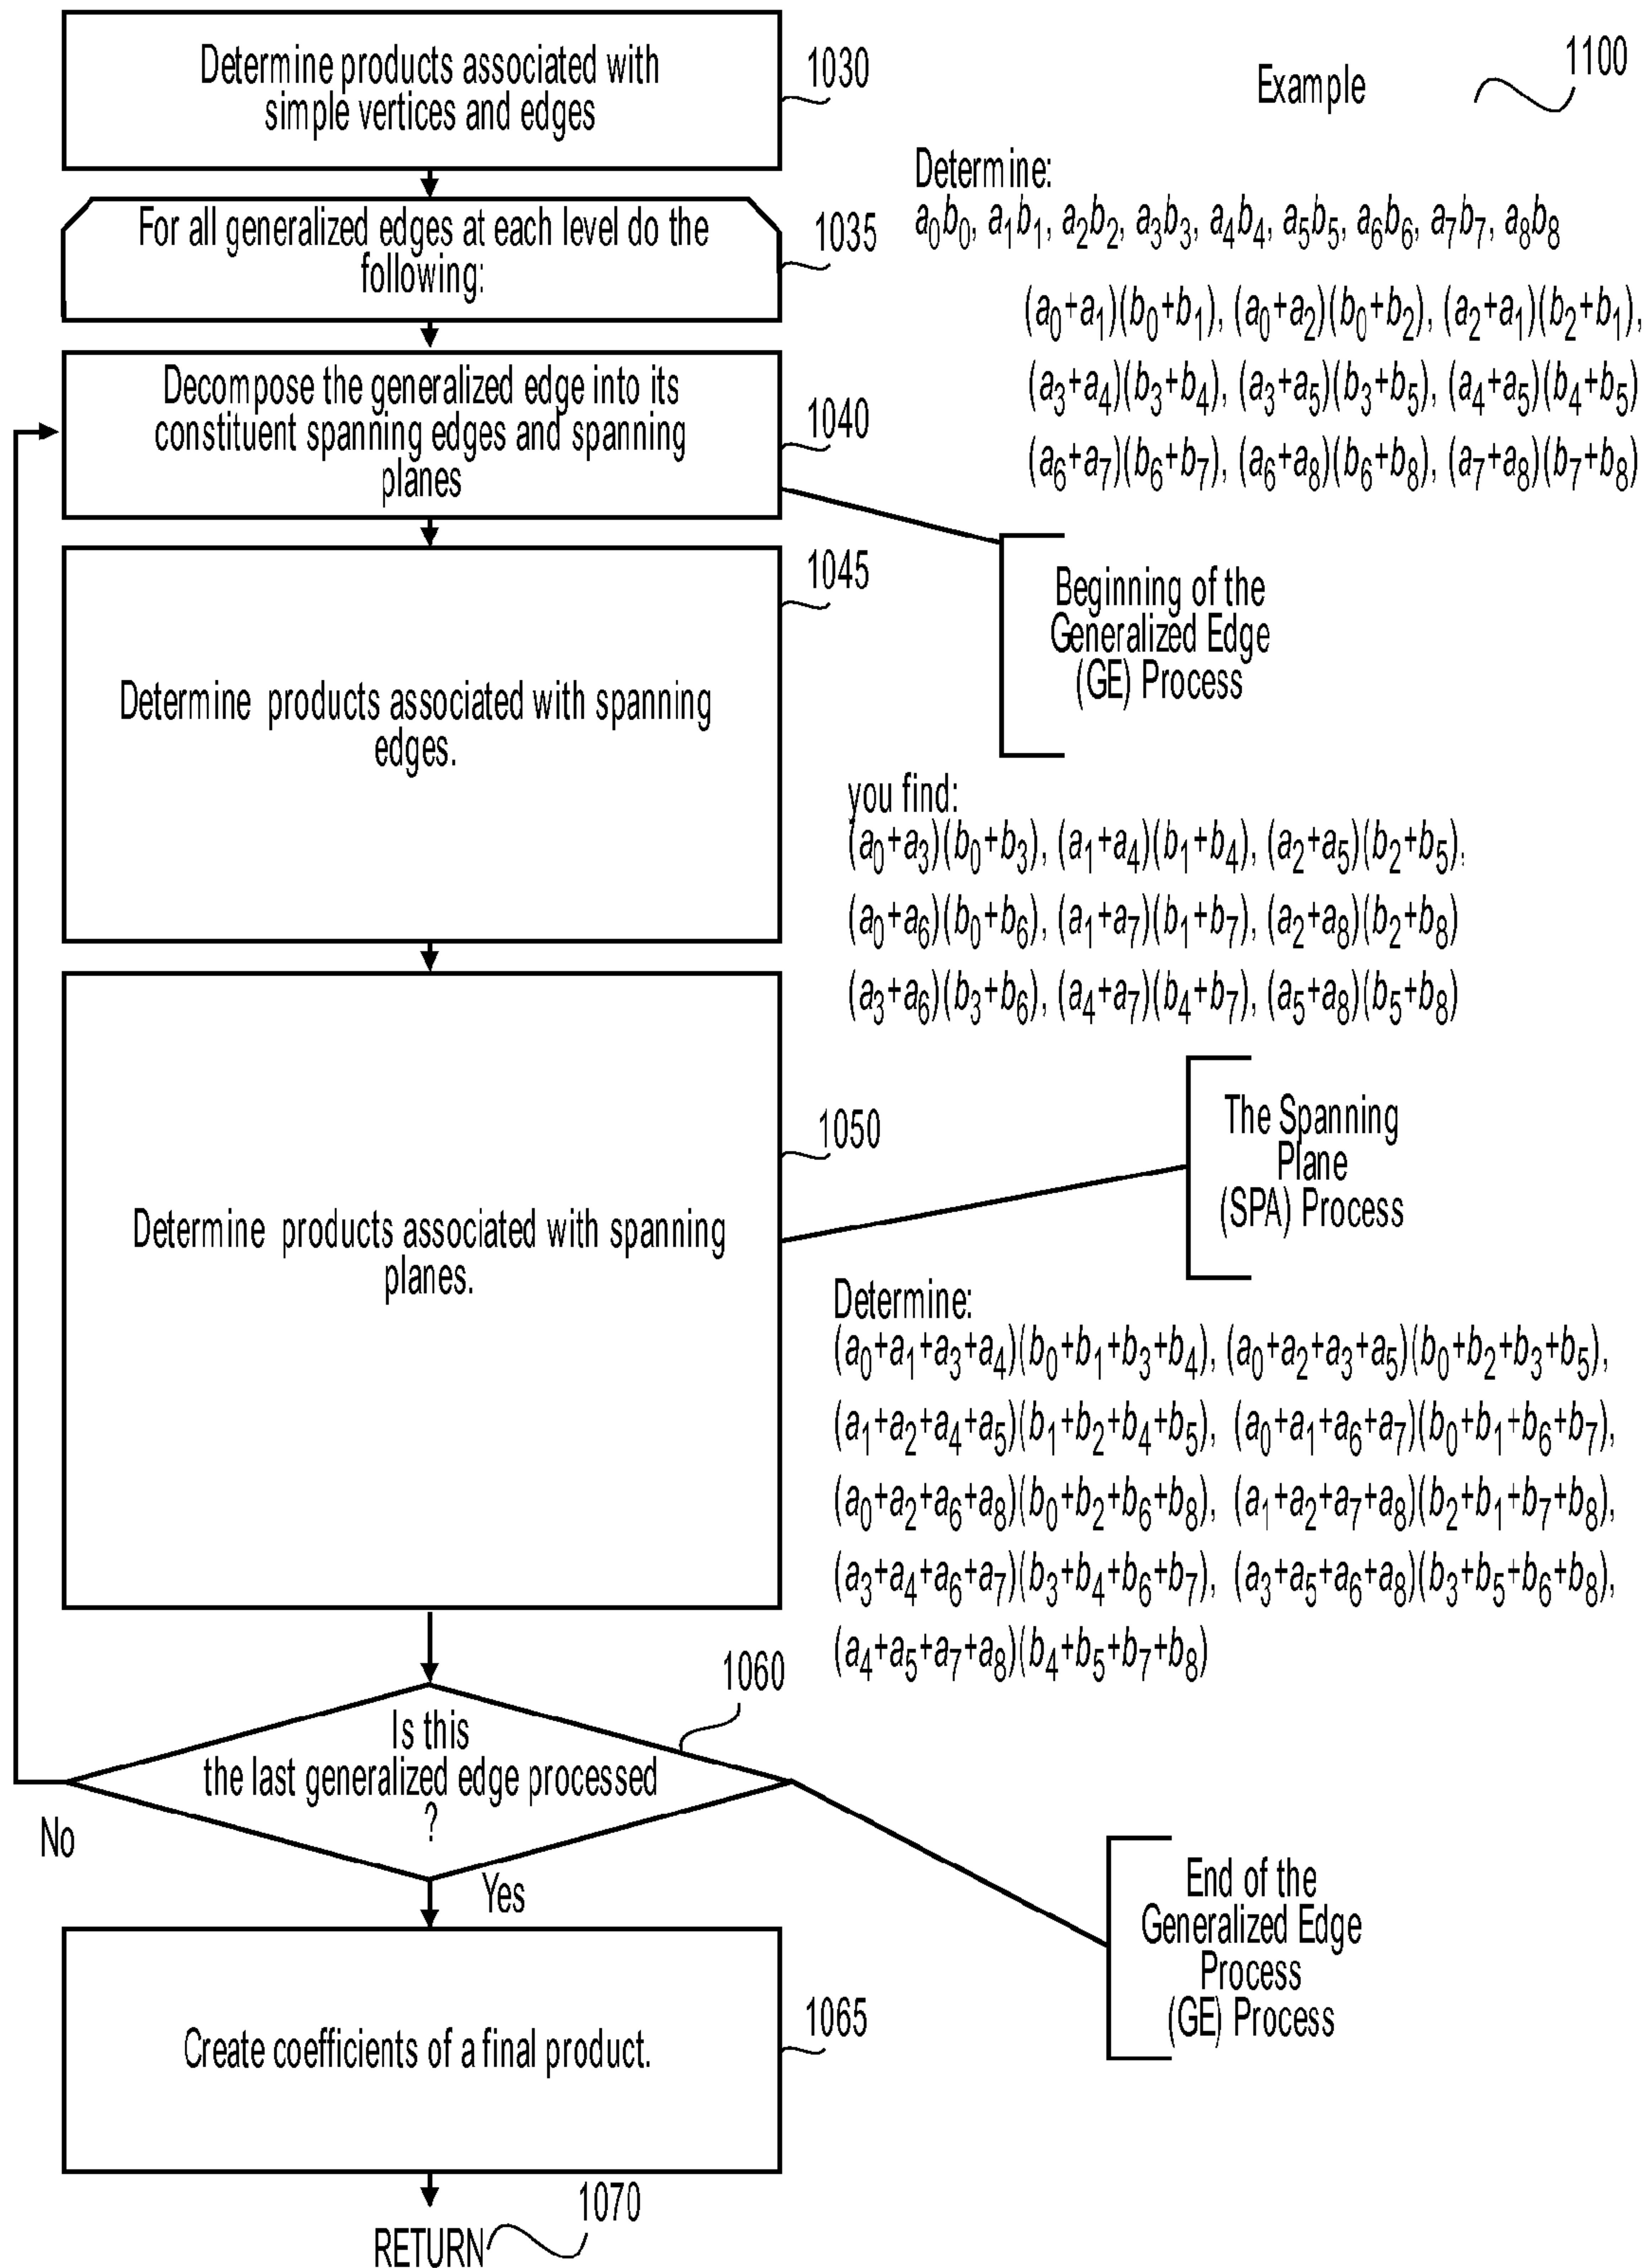 Determine products associated with
simple vertices and edges
1030
Example
1100
Determine:
a₀b₀, a₁b₁, a₂b₂, a₃b₃, a₄b₄, a₅b₅, a₆b₆, a₇b₇, a₈b₈
For all generalized edges at each level do the
following:
1035
(a₀+a₁)(b₀+b₁), (a₀+a₂)(b₀+b₂), (a₂+a₁)(b₂+b₁),
(a₃+a₄)(b₃+b₄), (a₃+a₅)(b₃+b₅), (a₄+a₅)(b₄+b₅)
(a₆+a₇)(b₆+b₇), (a₆+a₈)(b₆+b₈), (a₇+a₈)(b₇+b₈)
Decompose the generalized edge into its
constituent spanning edges and spanning
planes
1040
Beginning of the
Generalized Edge
(GE) Process
1045
Determine products associated with spanning
edges.
you find:
(a₀+a₃)(b₀+b₃), (a₁+a₄)(b₁+b₄), (a₂+a₅)(b₂+b₅),
(a₀+a₆)(b₀+b₆), (a₁+a₇)(b₁+b₇), (a₂+a₈)(b₂+b₈)
(a₃+a₆)(b₃+b₆), (a₄+a₇)(b₄+b₇), (a₅+a₈)(b₅+b₈)
1050
The Spanning
Plane
(SPA) Process
Determine products associated with spanning
planes.
Determine:
(a₀+a₁+a₃+a₄)(b₀+b₁+b₃+b₄), (a₀+a₂+a₃+a₅)(b₀+b₂+b₃+b₅),
(a₁+a₂+a₄+a₅)(b₁+b₂+b₄+b₅), (a₀+a₁+a₆+a₇)(b₀+b₁+b₆+b₇),
(a₀+a₂+a₆+a₈)(b₀+b₂+b₆+b₈), (a₁+a₂+a₇+a₈)(b₂+b₁+b₇+b₈),
(a₃+a₄+a₆+a₇)(b₃+b₄+b₆+b₇), (a₃+a₅+a₆+a₈)(b₃+b₅+b₆+b₈),
(a₄+a₅+a₇+a₈)(b₄+b₅+b₇+b₈)
1060
Is this
the last generalized edge processed
?
No
Yes
End of the
Generalized Edge
Process
(GE) Process
1065
Create coefficients of a final product.
1070
RETURN